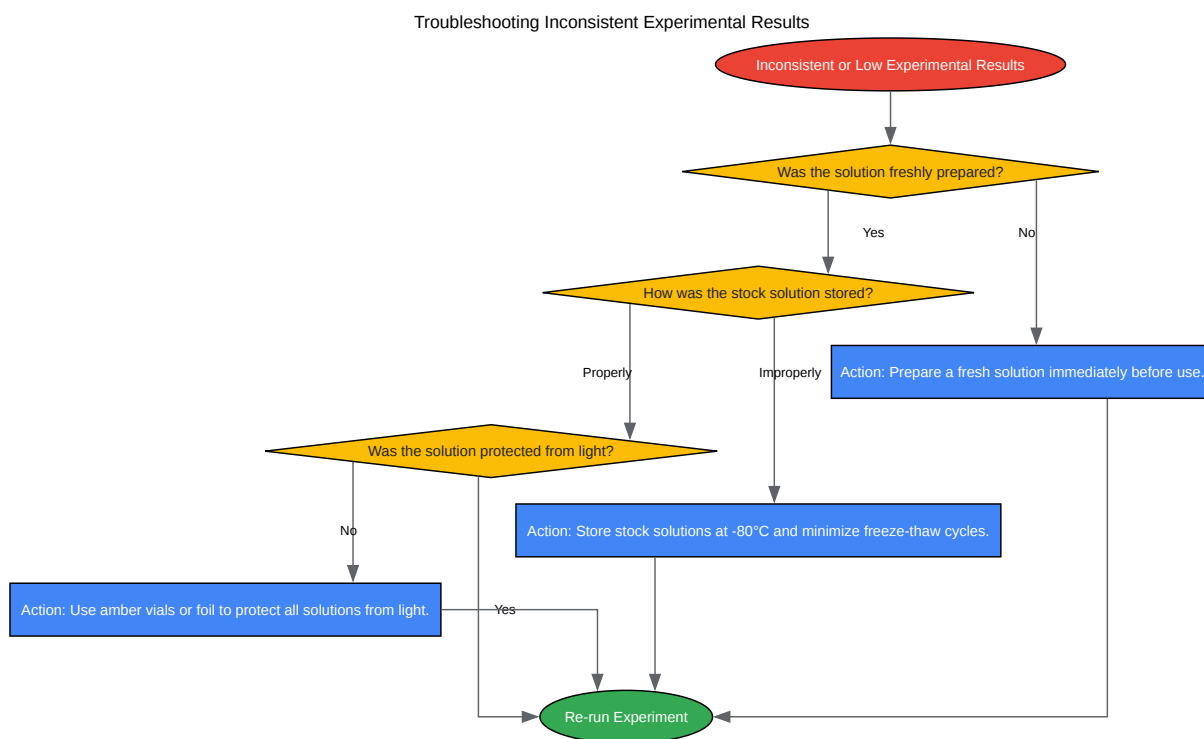 Troubleshooting Inconsistent Experimental Results
Inconsistent or Low Experimental Results
Was the solution freshly prepared?
Yes
No
How was the stock solution stored?
Properly
Improperly
Action: Prepare a fresh solution immediately before use.
Was the solution protected from light?
No
Action: Store stock solutions at -80°C and minimize freeze-thaw cycles.
Action: Use amber vials or foil to protect all solutions from light.
Yes
Re-run Experiment